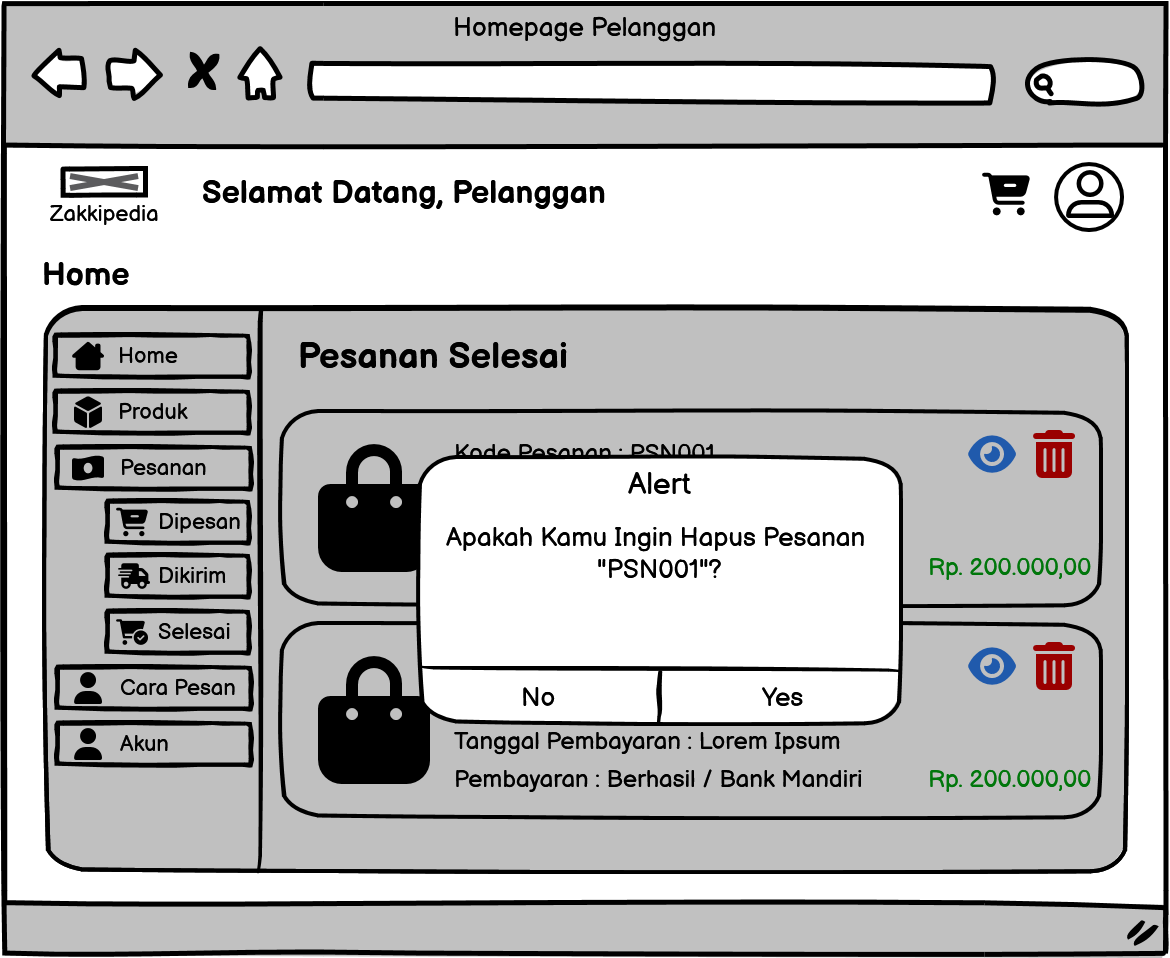 Homepage Pelanggan
Zakkipedia
Selamat Datang, Pelanggan
Home
Home
Produk
Pesanan
Dipesan
Dikirim
Selesai
Cara Pesan
Akun
Pesanan Selesai
Kode Pesanan : PSN001
Rp. 200.000,00
Alert
Apakah Kamu Ingin Hapus Pesanan
"PSN001"?
No
Yes
Tanggal Pembayaran : Lorem Ipsum
Pembayaran : Berhasil / Bank Mandiri
Rp. 200.000,00